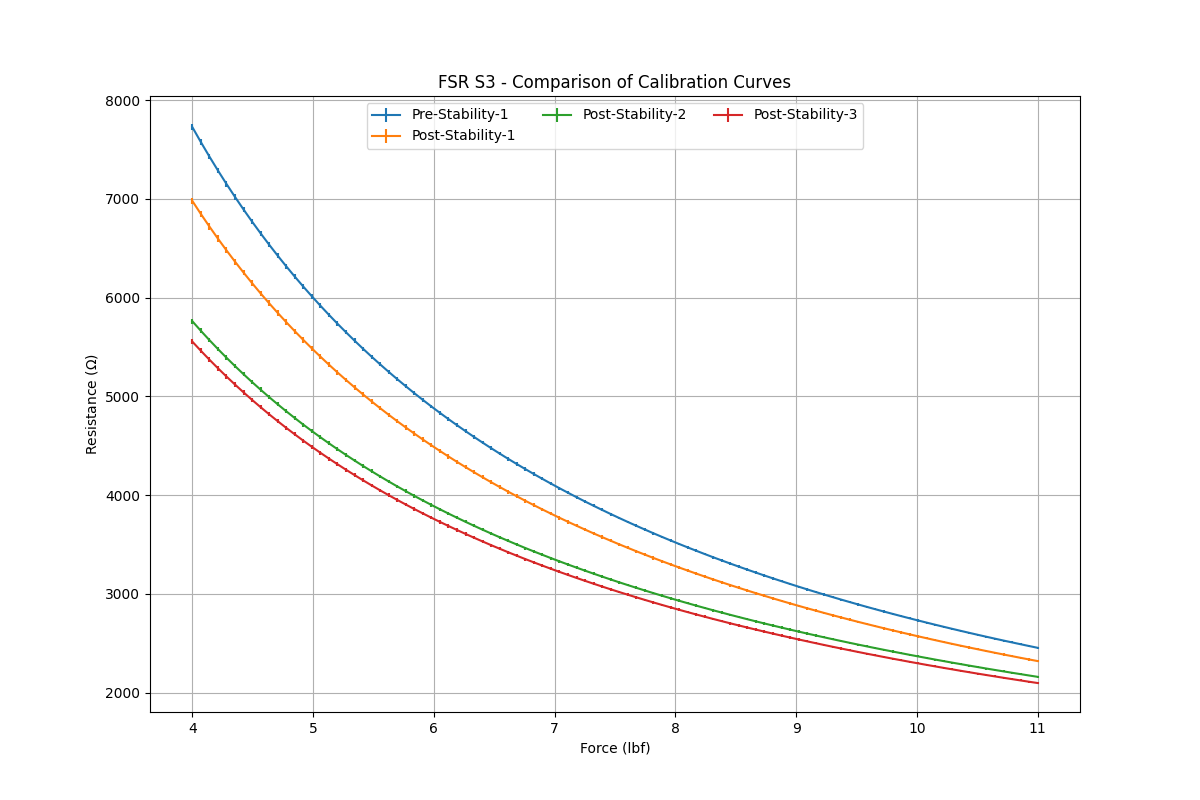 FSR S3 - Comparison of Calibration Curves
Pre-Stability-1
Post-Stability-1
Post-Stability-2
Post-Stability-3
8000
7000
6000
5000
4000
3000
2000
Resistance (Ω)
4 5 6 7 8 9 10 11
Force (lbf)